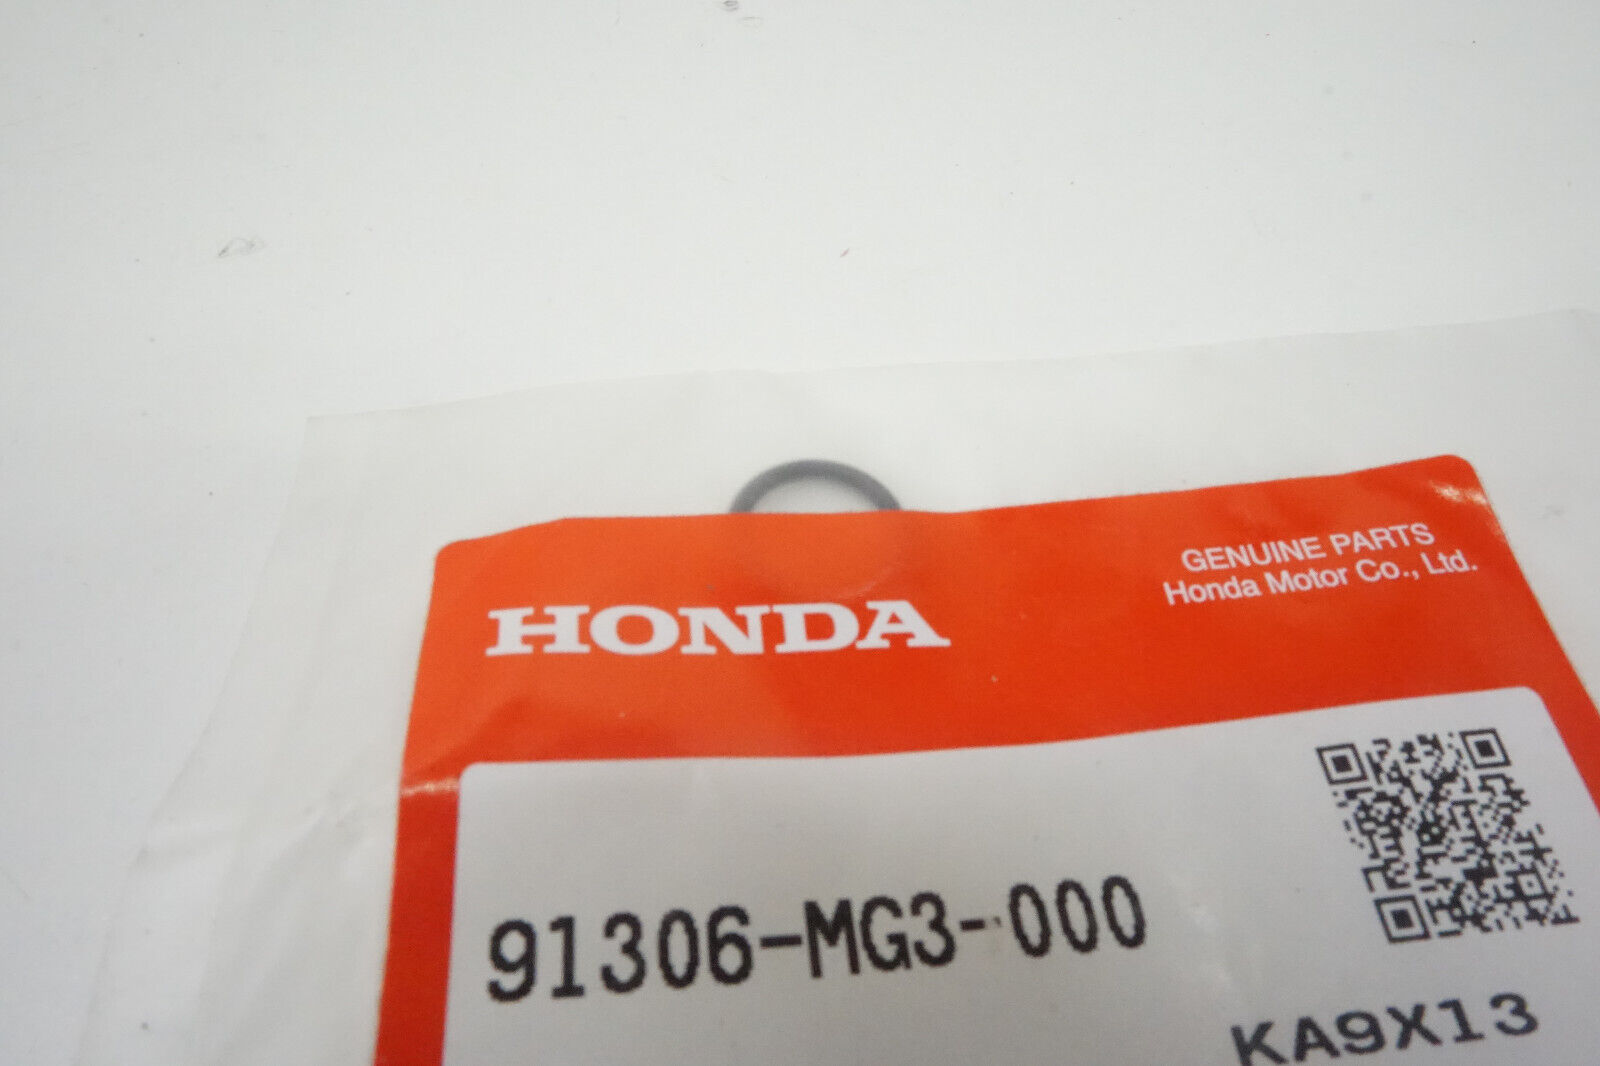 HONDA
GENUINE PARTS
Honda Motor Co., Ltd.
91306-MG3-000
KA9X13